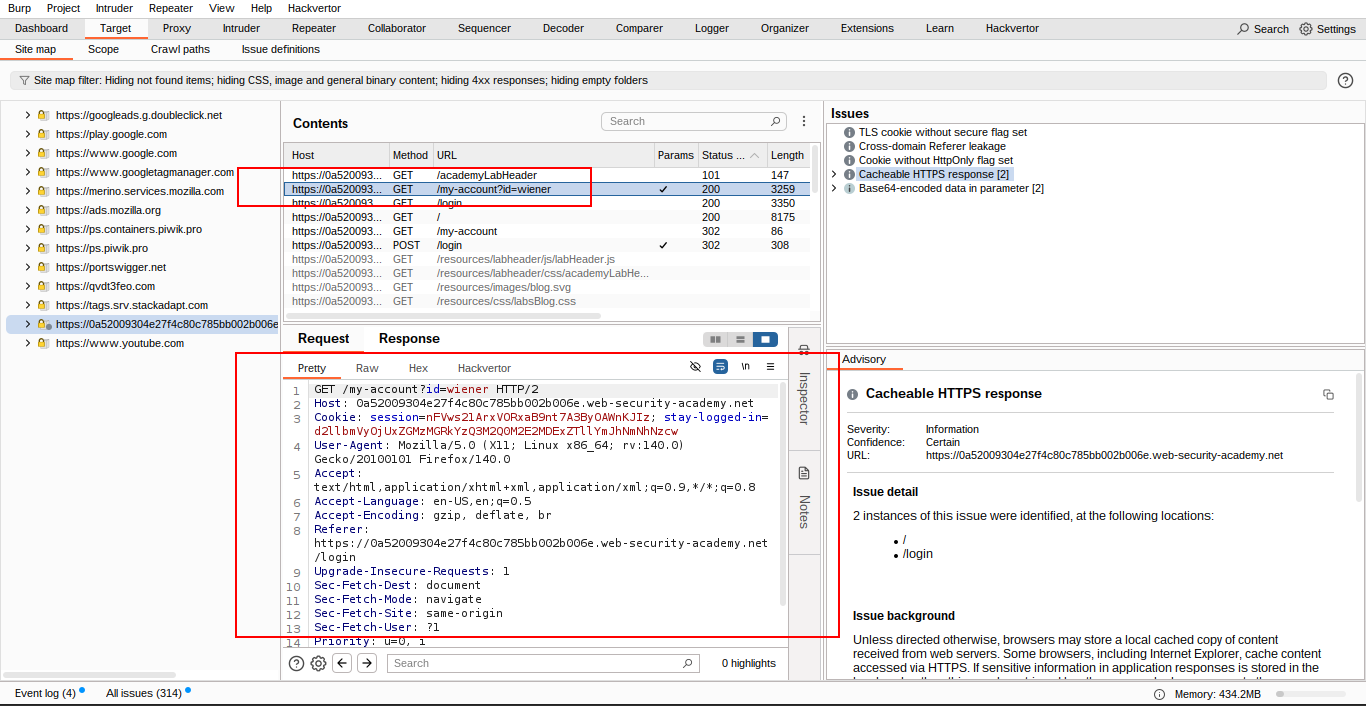 Burp Project Intruder Repeater View Help Hackvertor
Dashboard Target Proxy Intruder Repeater Collaborator Sequencer Decoder Comparer Logger Organizer Extensions Learn Hackvertor Search Settings
Site map Scope Crawl paths Issue definitions
Site map filter: Hiding not found items; hiding CSS, image and general binary content; hiding 4xx responses; hiding empty folders
https://googleads.g.doubleclick.net
https://play.google.com
https://www.google.com
https://www.googletagmanager.com
https://merino.services.mozilla.com
https://ads.mozilla.org
https://ps.containers.piwik.pro
https://ps.piwik.pro
https://portswigger.net
https://qvdt3feo.com
https://tags.srv.stackadapt.com
https://0a52009304e27f4c80c785bb002b006e
https://www.youtube.com
Contents
Search
Host Method URL Params Status ... Length
https://0a520093... GET /academyLabHeader 101 147
https://0a520093... GET /my-account?id=wiener ✓ 200 3259
https://0a520093... GET /login 200 3350
https://0a520093... GET / 200 8175
https://0a520093... GET /my-account 302 86
https://0a520093... POST /login ✓ 302 308
https://0a520093... GET /resources/labheader/js/labHeader.js
https://0a520093... GET /resources/labheader/css/academyLabHe...
https://0a520093... GET /resources/images/blog.svg
https://0a520093... GET /resources/css/labsBlog.css
Request Response
Pretty Raw Hex Hackvertor \n
1 GET /my-account?id=wiener HTTP/2
2 Host: 0a52009304e27f4c80c785bb002b006e.web-security-academy.net
3 Cookie: session=nFVws21ArxVORxaB9nt7A3ByOAWnKJIz; stay-logged-in=
d2llbmVyOjUxZGMzMGRkYzQ3M2Q0M2E2MDExZTllYmJhNmNhNzcw
4 User-Agent: Mozilla/5.0 (X11; Linux x86_64; rv:140.0)
Gecko/20100101 Firefox/140.0
5 Accept:
text/html,application/xhtml+xml,application/xml;q=0.9,*/*;q=0.8
6 Accept-Language: en-US,en;q=0.5
7 Accept-Encoding: gzip, deflate, br
8 Referer:
https://0a52009304e27f4c80c785bb002b006e.web-security-academy.net
/login
9 Upgrade-Insecure-Requests: 1
10 Sec-Fetch-Dest: document
11 Sec-Fetch-Mode: navigate
12 Sec-Fetch-Site: same-origin
13 Sec-Fetch-User: ?1
14 Priority: u=0, i
Search
0 highlights
Inspector
Notes
Issues
TLS cookie without secure flag set
Cross-domain Referer leakage
Cookie without HttpOnly flag set
Cacheable HTTPS response [2]
Base64-encoded data in parameter [2]
Advisory
Cacheable HTTPS response
Severity: Information
Confidence: Certain
URL: https://0a52009304e27f4c80c785bb002b006e.web-security-academy.net
Issue detail
2 instances of this issue were identified, at the following locations:
• /
• /login
Issue background
Unless directed otherwise, browsers may store a local cached copy of content
received from web servers. Some browsers, including Internet Explorer, cache content
accessed via HTTPS. If sensitive information in application responses is stored in the
Event log (4) All issues (314) Memory: 434.2MB